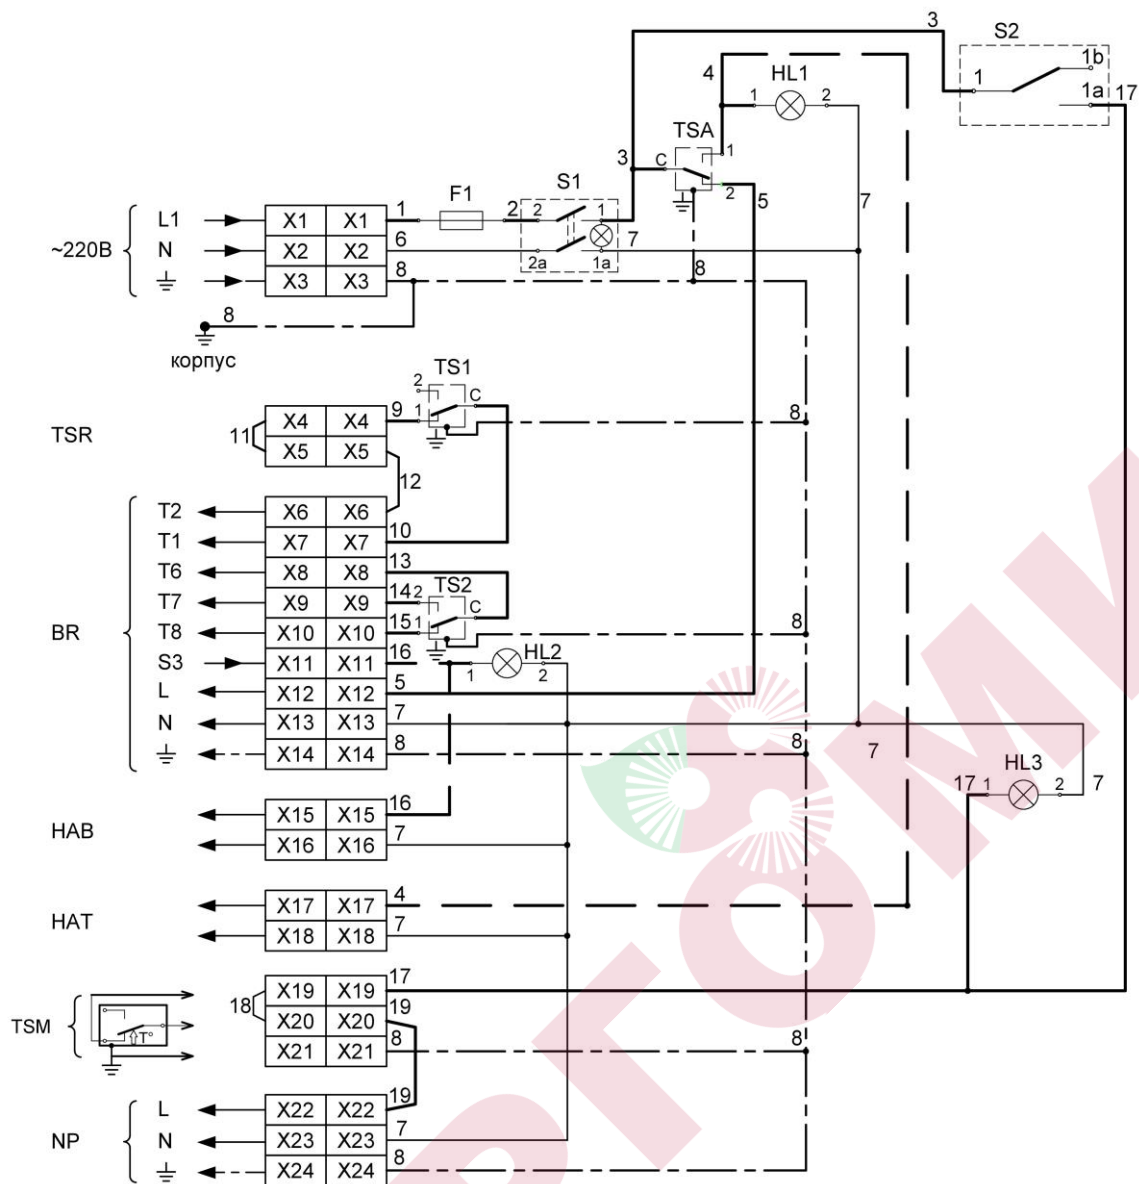 3 S2
1b
4 HL1 1
1a 17
1 2
TSA
3 C 1
F1 S1
L1 X1 X1 1 2 2 1 2 5 7
~220В N X2 X2 6 7
2a 1a
X3 X3 8 8
8
корпус
TS1
2 C
TSR X4 X4 9 1 8
11 X5 X5
12
T2 X6 X6
T1 X7 X7 10
T6 X8 X8 13
T7 X9 X9 14 2 TS2 C
BR T8 X10 X10 15 1 8
S3 X11 X11 16 1 HL2 2
L X12 X12 5
N X13 X13 7
X14 X14 8 8 7
HL3
17 1 2 7
HAB X15 X15 16
X16 X16 7
HAT X17 X17 4
X18 X18 7
X19 X19 17
TSM T° 18 X20 X20 19
X21 X21 8 8
L X22 X22 19
NP N X23 X23 7
X24 X24 8